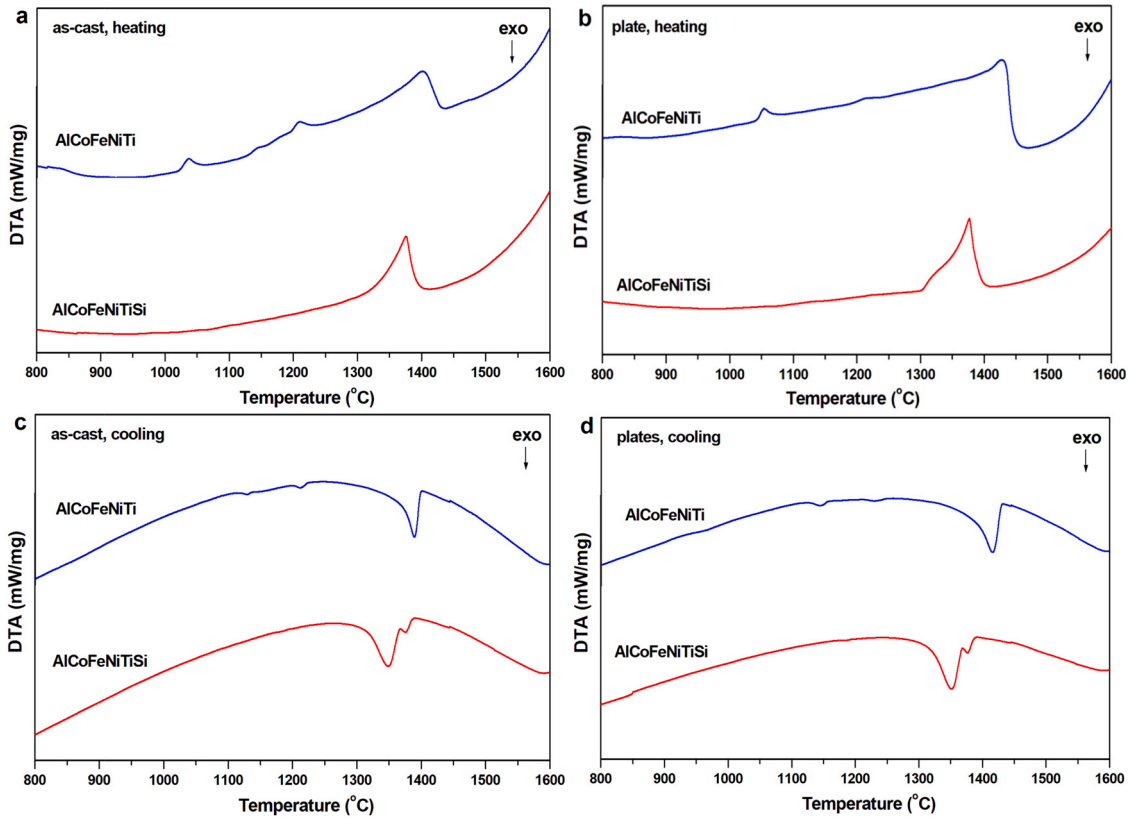 a
as-cast, heating
exo
AlCoFeNiTi
AlCoFeNiTiSi
DTA (mW/mg)
800 900 1000 1100 1200 1300 1400 1500 1600
Temperature (°C)
b
plate, heating
exo
AlCoFeNiTi
AlCoFeNiTiSi
DTA (mW/mg)
800 900 1000 1100 1200 1300 1400 1500 1600
Temperature (°C)
c
as-cast, cooling
exo
AlCoFeNiTi
AlCoFeNiTiSi
DTA (mW/mg)
800 900 1000 1100 1200 1300 1400 1500 1600
Temperature (°C)
d
plates, cooling
exo
AlCoFeNiTi
AlCoFeNiTiSi
DTA (mW/mg)
800 900 1000 1100 1200 1300 1400 1500 1600
Temperature (°C)